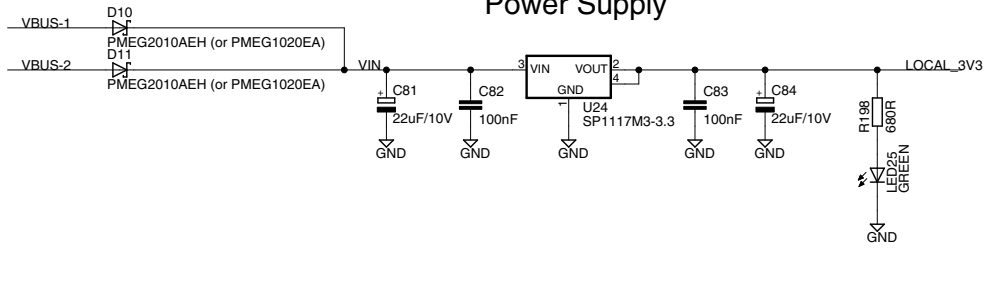 Power Supply
D10
VBUS-1
PMEG2010AEH (or PMEG1020EA)
D11
VBUS-2
PMEG2010AEH (or PMEG1020EA)
VIN
3 VIN VOUT 2
4
GND
1
U24
SP1117M3-3.3
LOCAL_3V3
+ C81
22uF/10V
GND
C82
100nF
GND
GND
C83
100nF
GND
+ C84
22uF/10V
GND
R198
680R
LED25
GREEN
GND